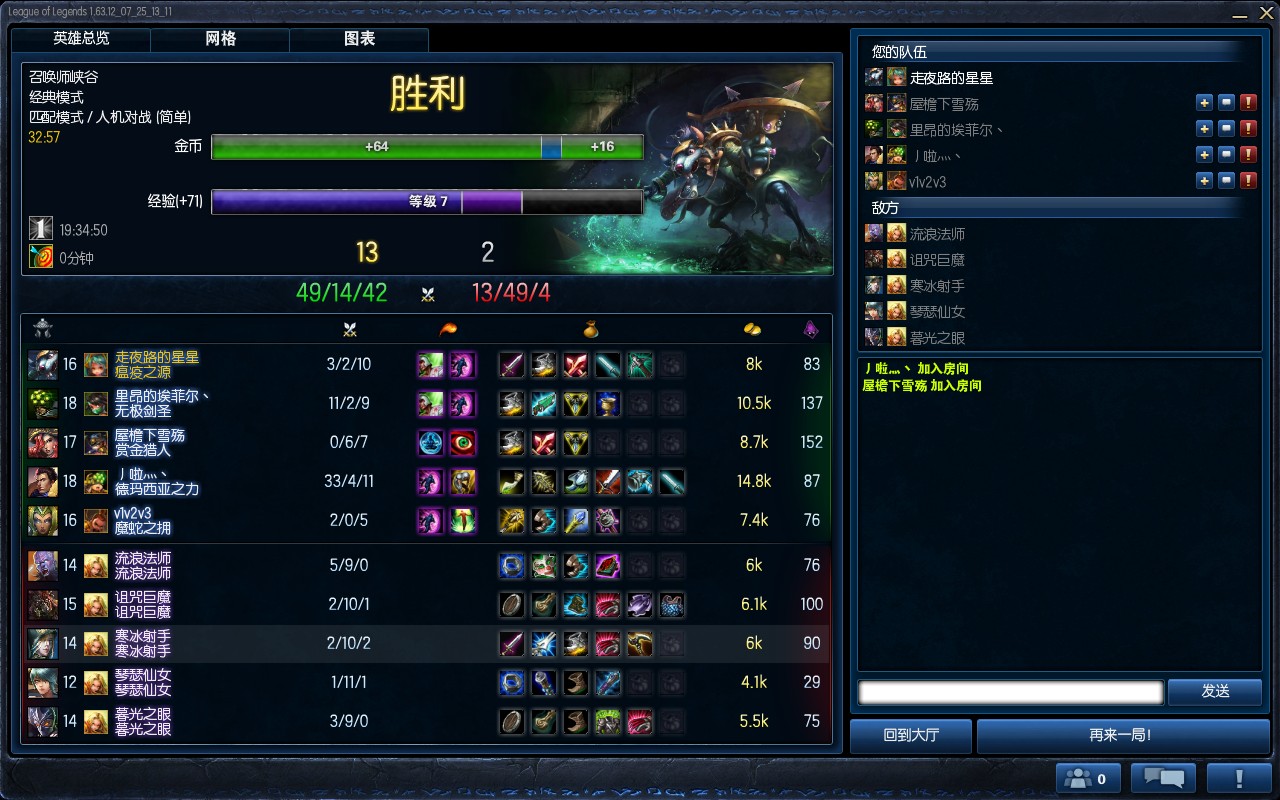 League of Legends 1.63.12_07_25_13_11
英雄总览
网格
图表
召唤师峡谷
经典模式
匹配模式 / 人机对战 (简单)
32:57
胜利
金币
+64
+16
经验(+71)
等级 7
19:34:50
0分钟
13
2
49/14/42
13/49/4
16
走夜路的星星
瘟疫之源
3/2/10
8k
83
18
里昂的埃菲尔丶
无极剑圣
11/2/9
10.5k
137
17
屋檐下雪殇
赏金猎人
0/6/7
8.7k
152
18
丿啦灬丶
德玛西亚之力
33/4/11
14.8k
87
16
v1v2v3
魔蛇之拥
2/0/5
7.4k
76
14
流浪法师
流浪法师
5/9/0
6k
76
15
诅咒巨魔
诅咒巨魔
2/10/1
6.1k
100
14
寒冰射手
寒冰射手
2/10/2
6k
90
12
琴瑟仙女
琴瑟仙女
1/11/1
4.1k
29
14
暮光之眼
暮光之眼
3/9/0
5.5k
75
您的队伍
走夜路的星星
屋檐下雪殇
里昂的埃菲尔丶
丿啦灬丶
v1v2v3
敌方
流浪法师
诅咒巨魔
寒冰射手
琴瑟仙女
暮光之眼
丿啦灬丶 加入房间
屋檐下雪殇 加入房间
发送
回到大厅
再来一局!
0